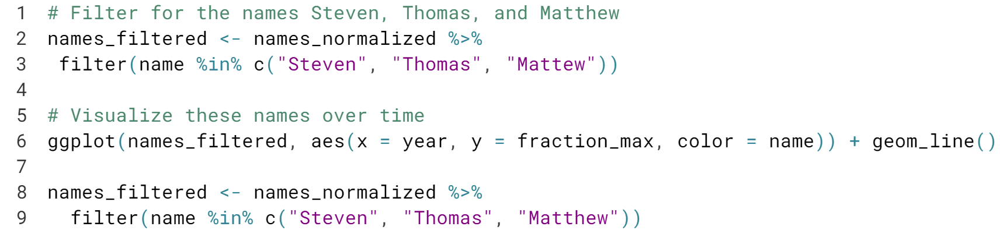 1 # Filter for the names Steven, Thomas, and Matthew
2 names_filtered <- names_normalized %>%
3  filter(name %in% c("Steven", "Thomas", "Mattew"))
4
5 # Visualize these names over time
6 ggplot(names_filtered, aes(x = year, y = fraction_max, color = name)) + geom_line()
7
8 names_filtered <- names_normalized %>%
9   filter(name %in% c("Steven", "Thomas", "Matthew"))